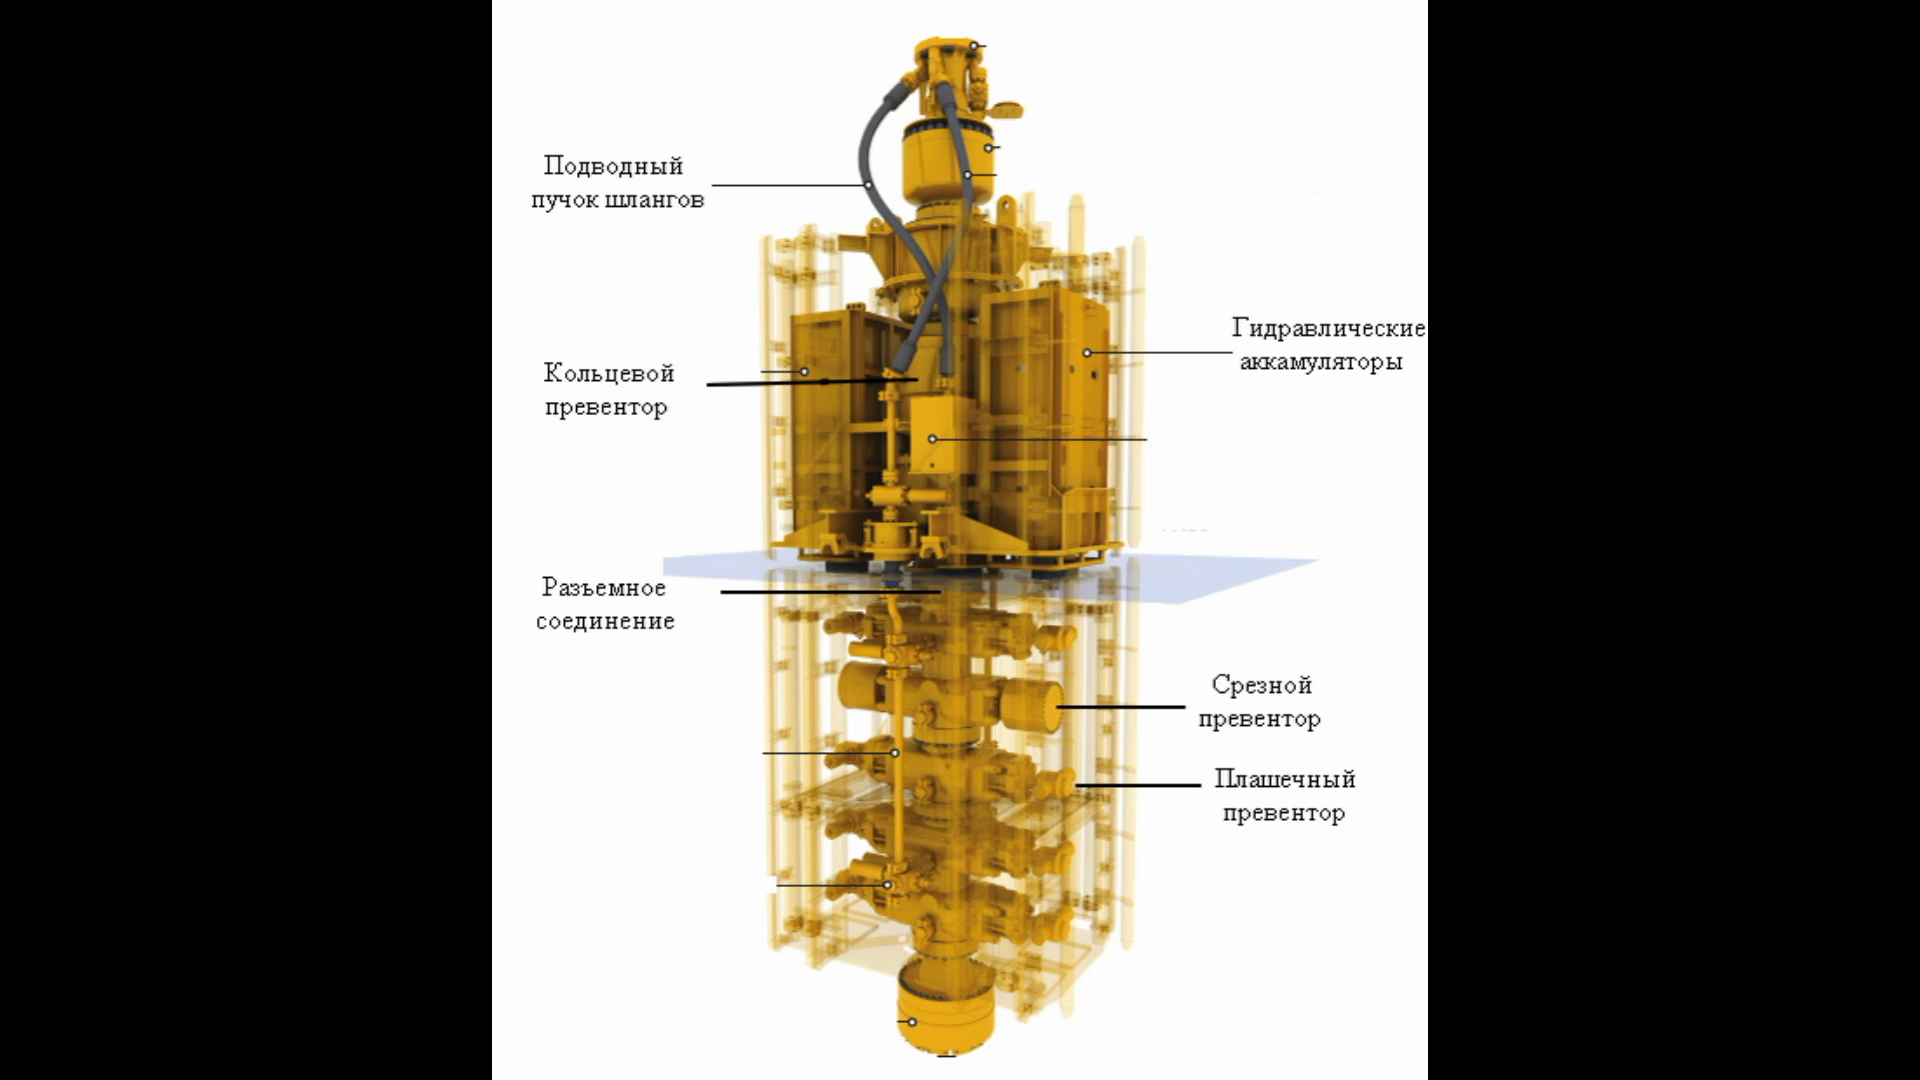 Подводный
пучок шлангов
Гидравлические
аккамуляторы
Кольцевой
превентор
Разъемное
соединение
Срезной
превентор
Плашечный
превентор